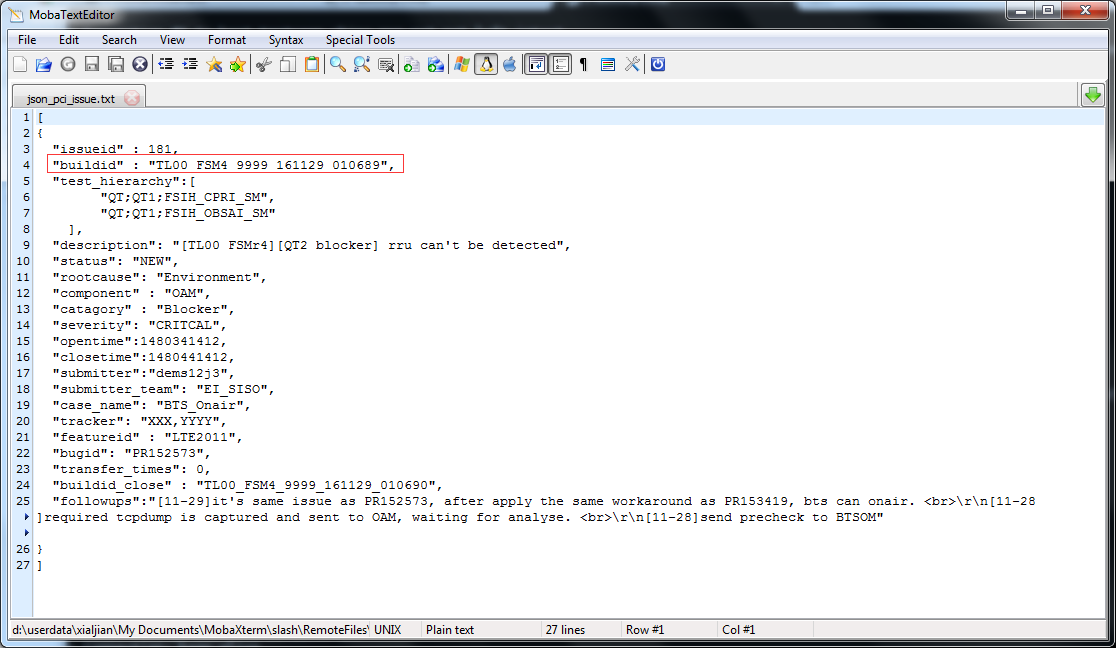 MobaTextEditor
File Edit Search View Format Syntax Special Tools
json_pci_issue.txt
1 [
2 {
3 "issueid" : 181,
4 "buildid" : "TL00_FSM4_9999_161129_010689",
5 "test_hierarchy":[
6 "QT;QT1;FSIH_CPRI_SM",
7 "QT;QT1;FSIH_OBSAI_SM"
8 ],
9 "description": "[TL00 FSMr4][QT2 blocker] rru can't be detected",
10 "status": "NEW",
11 "rootcause": "Environment",
12 "component" : "OAM",
13 "catagory" : "Blocker",
14 "severity": "CRITCAL",
15 "opentime":1480341412,
16 "closetime":1480441412,
17 "submitter":"dems12j3",
18 "submitter_team": "EI_SISO",
19 "case_name": "BTS_Onair",
20 "tracker": "XXX,YYYY",
21 "featureid" : "LTE2011",
22 "bugid": "PR152573",
23 "transfer_times": 0,
24 "buildid_close" : "TL00_FSM4_9999_161129_010690",
25 "followups":"[11-29]it's same issue as PR152573, after apply the same workaround as PR153419, bts can onair. <br>\r\n[11-28
]required tcpdump is captured and sent to OAM, waiting for analyse. <br>\r\n[11-28]send precheck to BTSOM"
26 }
27 ]
d:\userdata\xialjian\My Documents\MobaXterm\slash\RemoteFiles\ UNIX Plain text 27 lines Row #1 Col #1